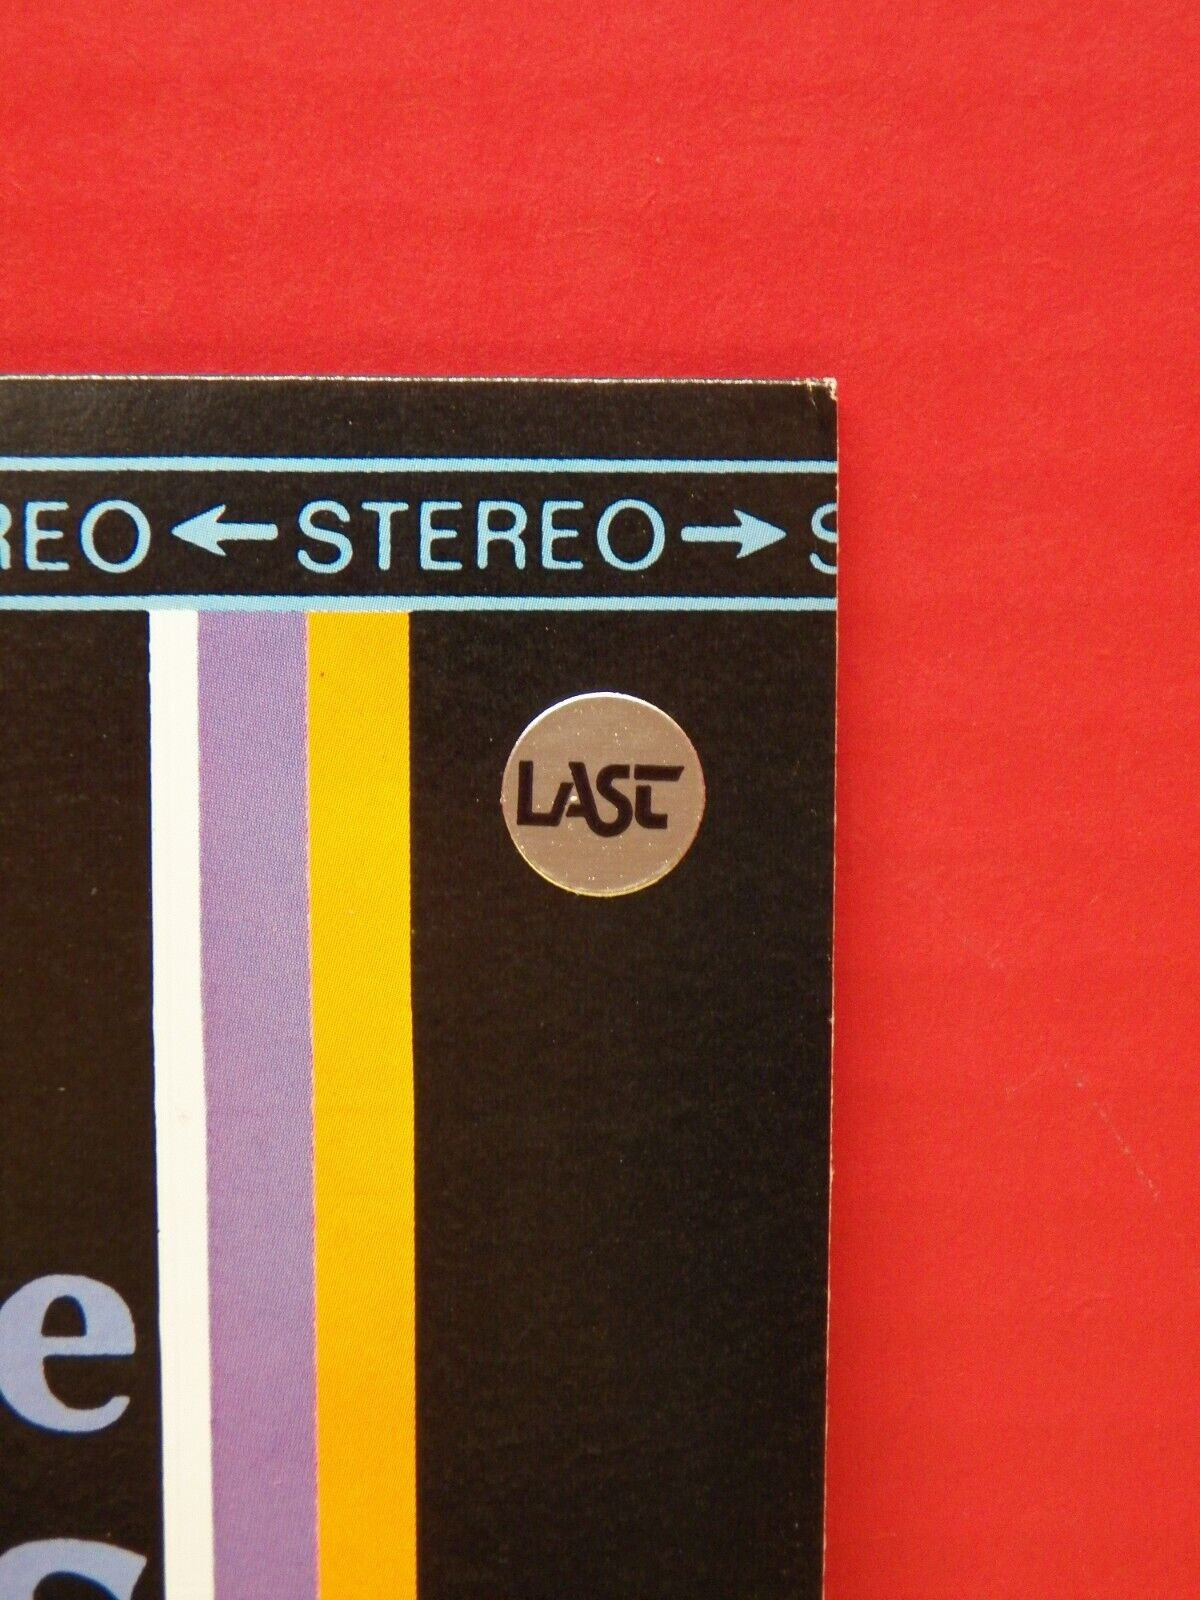 REO ← STEREO → S
LAST
e